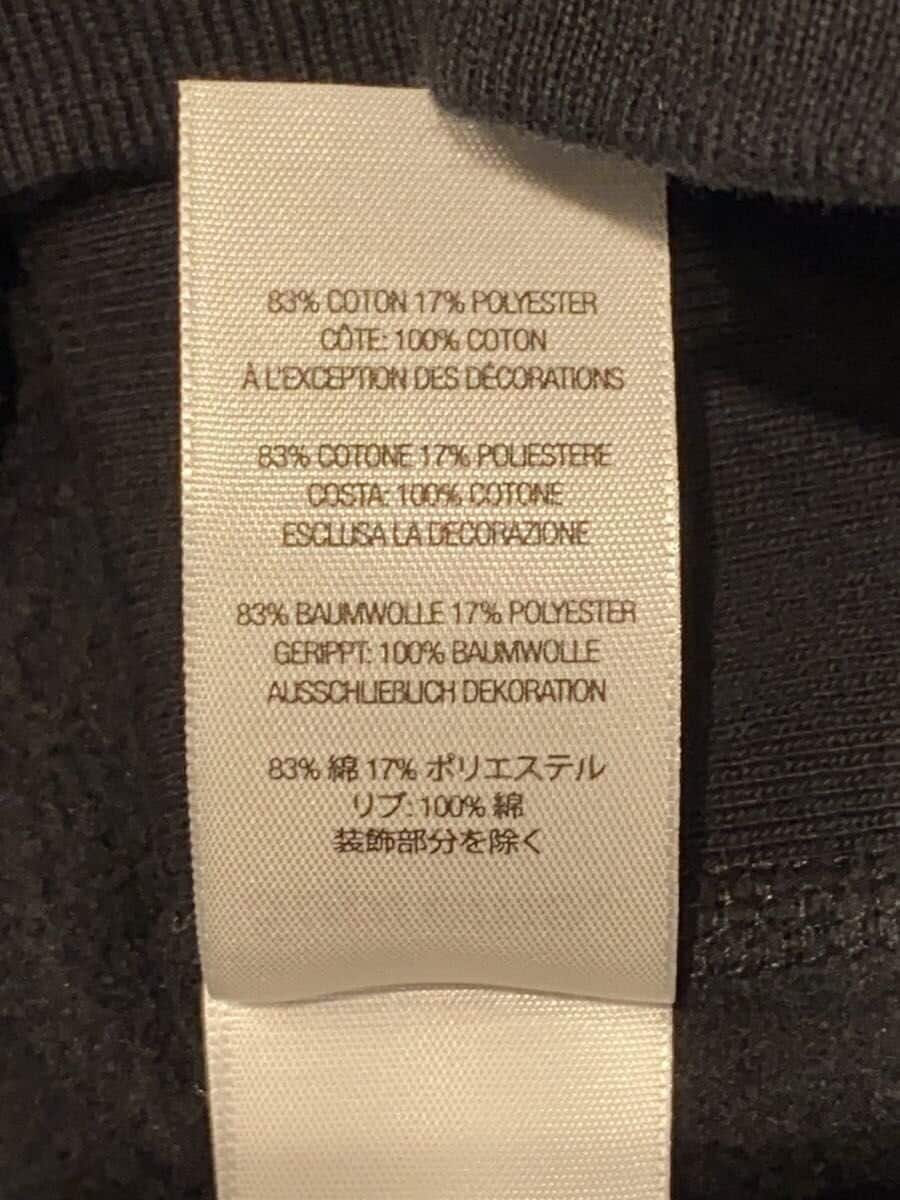 83% COTON 17% POLYESTER
CÔTE: 100% COTON
À L'EXCEPTION DES DÉCORATIONS
83% COTONE 17% POLIESTERE
COSTA: 100% COTONE
ESCLUSA LA DECORAZIONE
83% BAUMWOLLE 17% POLYESTER
GERIPPT: 100% BAUMWOLLE
AUSSCHLIEßLICH DEKORATION
83% 綿 17% ポリエステル
リブ: 100% 綿
装飾部分を除く